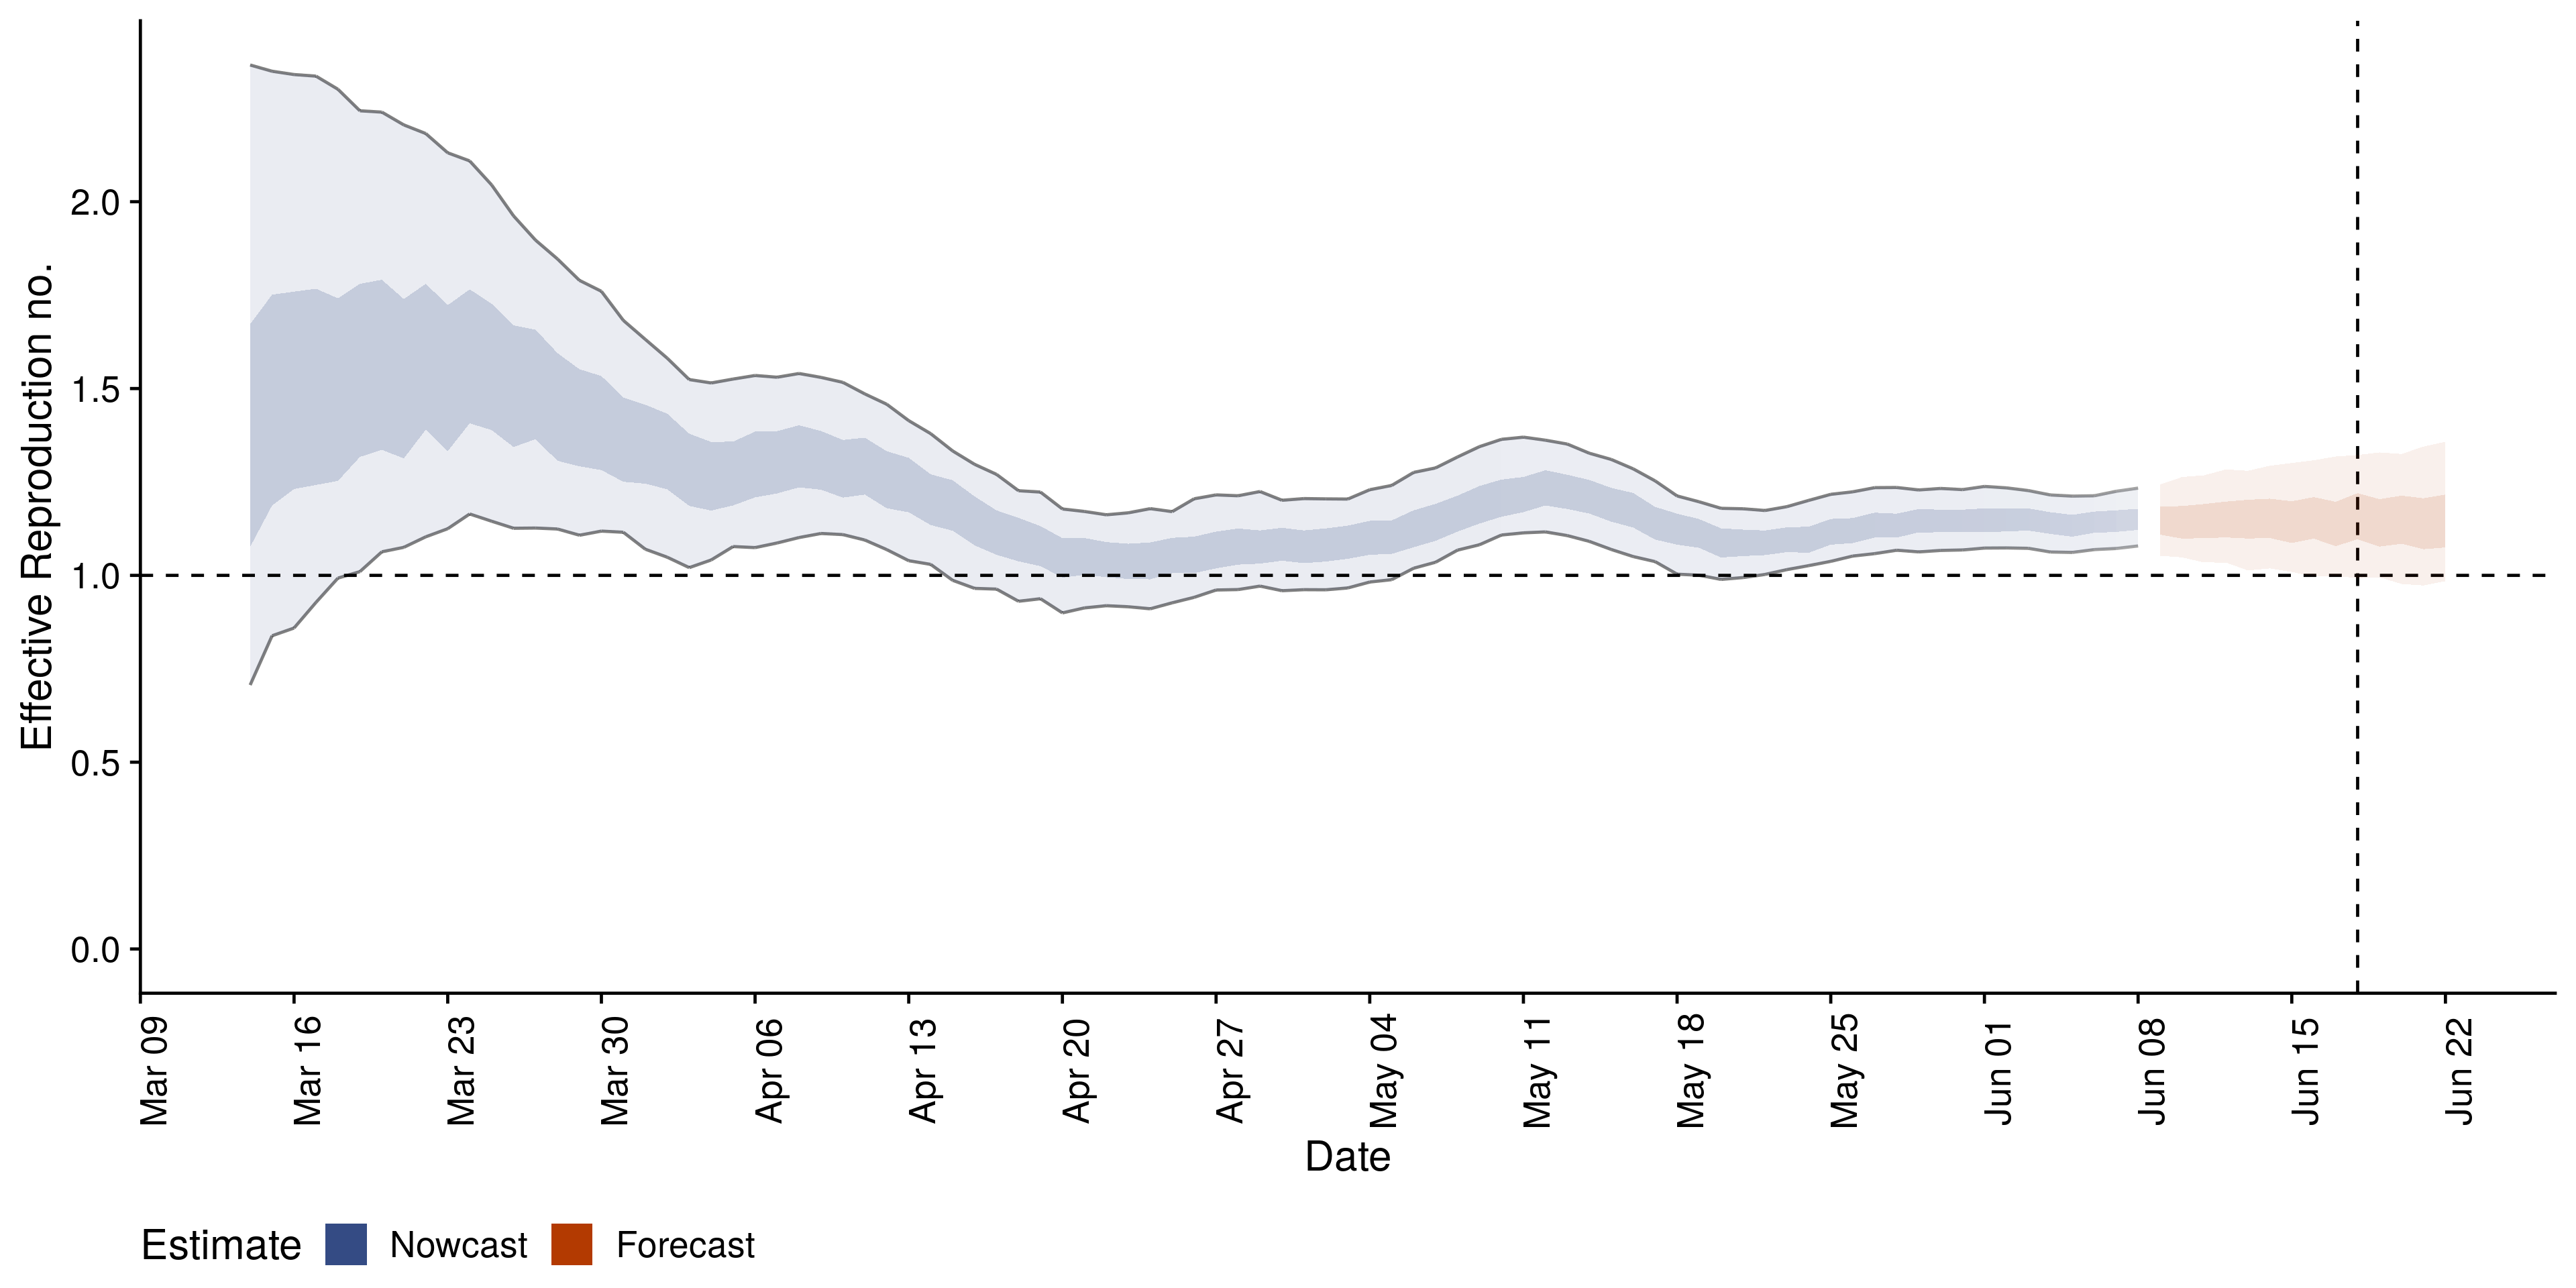 Effective Reproduction no.
2.0
1.5
1.0
0.5
0.0
Mar 09
Mar 16
Mar 23
Mar 30
Apr 06
Apr 13
Apr 20
Apr 27
May 04
May 11
May 18
May 25
Jun 01
Jun 08
Jun 15
Jun 22
Date
Estimate Nowcast Forecast